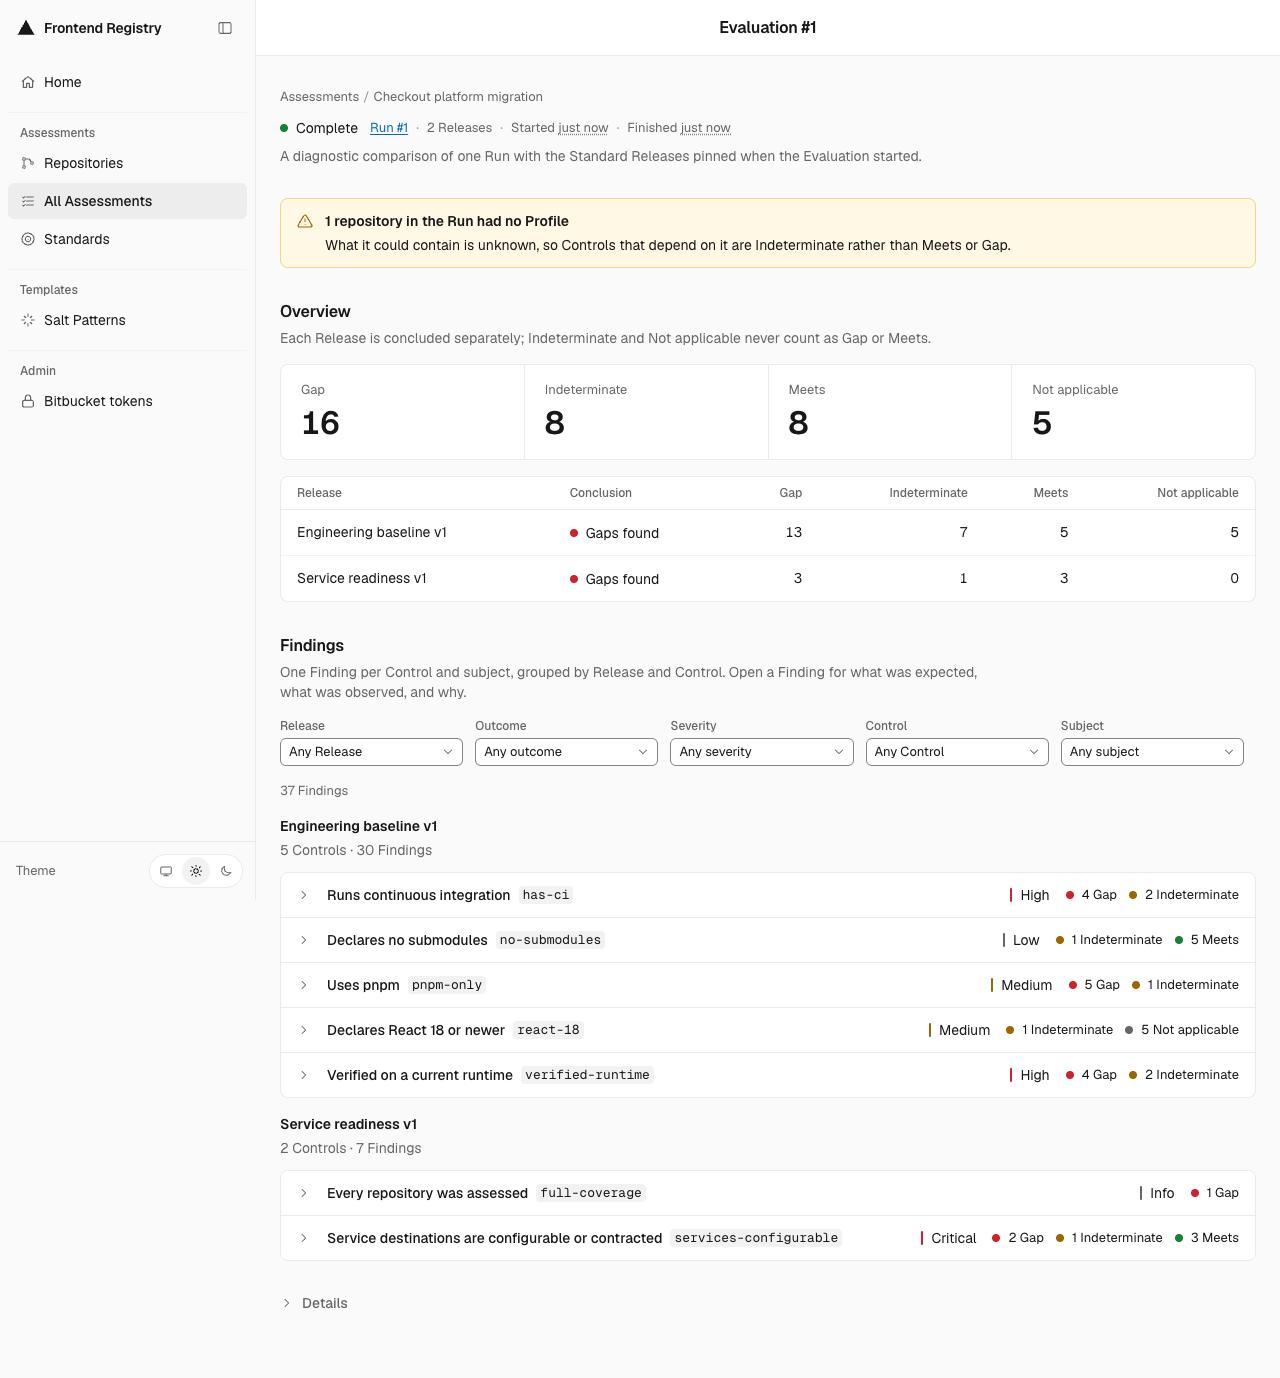 Frontend Registry
Evaluation #1
Home
Assessments
Repositories
All Assessments
Standards
Templates
Salt Patterns
Admin
Bitbucket tokens
Theme
Assessments / Checkout platform migration
Complete Run #1 · 2 Releases · Started just now · Finished just now
A diagnostic comparison of one Run with the Standard Releases pinned when the Evaluation started.
1 repository in the Run had no Profile
What it could contain is unknown, so Controls that depend on it are Indeterminate rather than Meets or Gap.
Overview
Each Release is concluded separately; Indeterminate and Not applicable never count as Gap or Meets.
Gap Indeterminate Meets Not applicable
16 8 8 5
Release Conclusion Gap Indeterminate Meets Not applicable
Engineering baseline v1 Gaps found 13 7 5 5
Service readiness v1 Gaps found 3 1 3 0
Findings
One Finding per Control and subject, grouped by Release and Control. Open a Finding for what was expected,
what was observed, and why.
Release Outcome Severity Control Subject
Any Release Any outcome Any severity Any Control Any subject
37 Findings
Engineering baseline v1
5 Controls · 30 Findings
Runs continuous integration has-ci High 4 Gap 2 Indeterminate
Declares no submodules no-submodules Low 1 Indeterminate 5 Meets
Uses pnpm pnpm-only Medium 5 Gap 1 Indeterminate
Declares React 18 or newer react-18 Medium 1 Indeterminate 5 Not applicable
Verified on a current runtime verified-runtime High 4 Gap 2 Indeterminate
Service readiness v1
2 Controls · 7 Findings
Every repository was assessed full-coverage Info 1 Gap
Service destinations are configurable or contracted services-configurable Critical 2 Gap 1 Indeterminate 3 Meets
Details